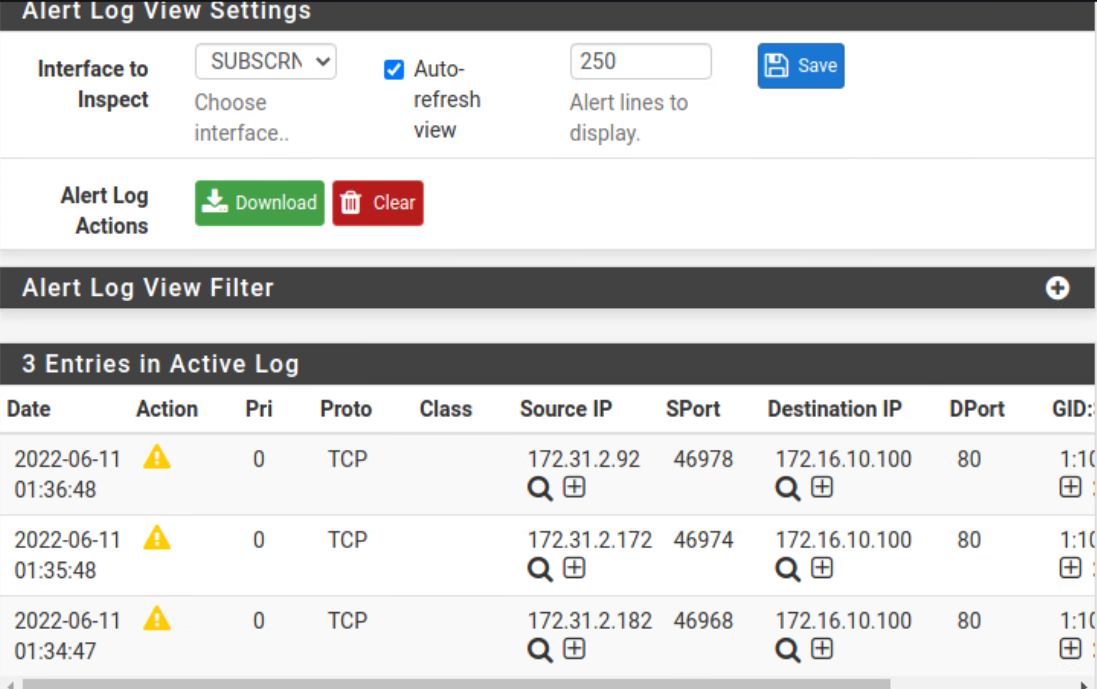 Alert Log View Settings
Interface to Inspect
SUBSCRN
Choose interface..
Auto-refresh view
250
Alert lines to display.
Save
Alert Log Actions
Download Clear
Alert Log View Filter
3 Entries in Active Log
Date Action Pri Proto Class Source IP SPort Destination IP DPort GID:
2022-06-11 01:36:48 0 TCP 172.31.2.92 46978 172.16.10.100 80 1:10
2022-06-11 01:35:48 0 TCP 172.31.2.172 46974 172.16.10.100 80 1:10
2022-06-11 01:34:47 0 TCP 172.31.2.182 46968 172.16.10.100 80 1:10